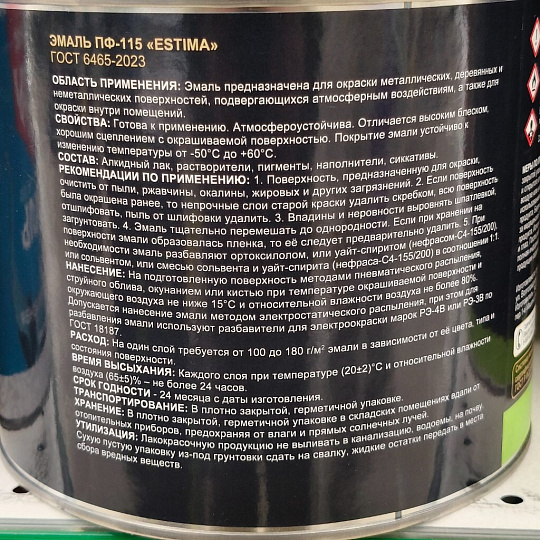 ЭМАЛЬ ПФ-115 «ESTIMA»
ГОСТ 6465-2023
ОБЛАСТЬ ПРИМЕНЕНИЯ: Эмаль предназначена для окраски металлических, деревянных и
неметаллических поверхностей, подвергающихся атмосферным воздействиям, а также для
окраски внутри помещений.
СВОЙСТВА: Готова к применению. Атмосфероустойчива. Отличается высоким блеском,
хорошим сцеплением с окрашиваемой поверхностью. Покрытие эмали устойчиво к
изменению температуры от -50°С до +60°С.
СОСТАВ: Алкидный лак, растворители, пигменты, наполнители, сиккативы.
РЕКОМЕНДАЦИИ ПО ПРИМЕНЕНИЮ: 1. Поверхность, предназначенную для окраски,
очистить от пыли, ржавчины, окалины, жировых и других загрязнений. 2. Если поверхность
была окрашена ранее, то непрочные слои старой краски удалить скребком, всю поверхность
отшлифовать, пыль от шлифовки удалить. 3. Впадины и неровности выровнять шпатлевкой,
загрунтовать. 4. Эмаль тщательно перемешать до однородности. Если при хранении на
поверхности эмали образовалась пленка, то её следует предварительно удалить. 5. При
необходимости эмаль разбавляют ортоксилолом, или уайт-спиритом (нефрасом-С4-155/200),
или сольвентом, или смесью сольвента и уайт-спирита (нефраса-С4-155/200) в соотношении 1:1.
НАНЕСЕНИЕ: На подготовленную поверхность методами пневматического распыления,
струйного облива, окунанием или кистью при температуре окрашиваемой поверхности и
окружающего воздуха не ниже 15°С и относительной влажности воздуха не более 80%.
Допускается нанесение эмали методом электростатического распыления, при этом для
разбавления эмали используют разбавители для электроокраски марок РЭ-4В или РЭ-3В по
ГОСТ 18187.
РАСХОД: На один слой требуется от 100 до 180 г/м² эмали в зависимости от её цвета, типа и
состояния поверхности.
ВРЕМЯ ВЫСЫХАНИЯ: Каждого слоя при температуре (20±2)°С и относительной влажности
воздуха (65±5)% – не более 24 часов.
СРОК ГОДНОСТИ - 24 месяца с даты изготовления.
ТРАНСПОРТИРОВАНИЕ: В плотно закрытой, герметичной упаковке.
ХРАНЕНИЕ: В плотно закрытой, герметичной упаковке в складских помещениях вдали от
отопительных приборов, предохраняя от влаги и прямых солнечных лучей.
УТИЛИЗАЦИЯ: Лакокрасочную продукцию не выливать в канализацию, водоемы, на почву.
Сухую пустую упаковку из-под грунтовки сдать на свалку, жидкие остатки передать в места
сбора вредных веществ.